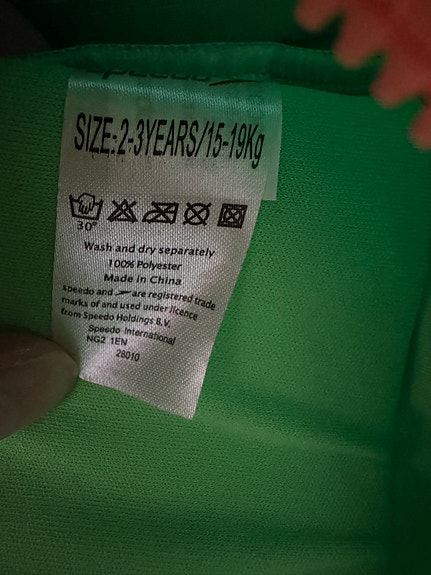 speedo
SIZE:2-3YEARS/15-19Kg
30°
Wash and dry separately
100% Polyester
Made in China
speedo and are registered trade
marks of and used under licence
from Speedo Holdings B.V.
Speedo International
NG2 1EN
28010